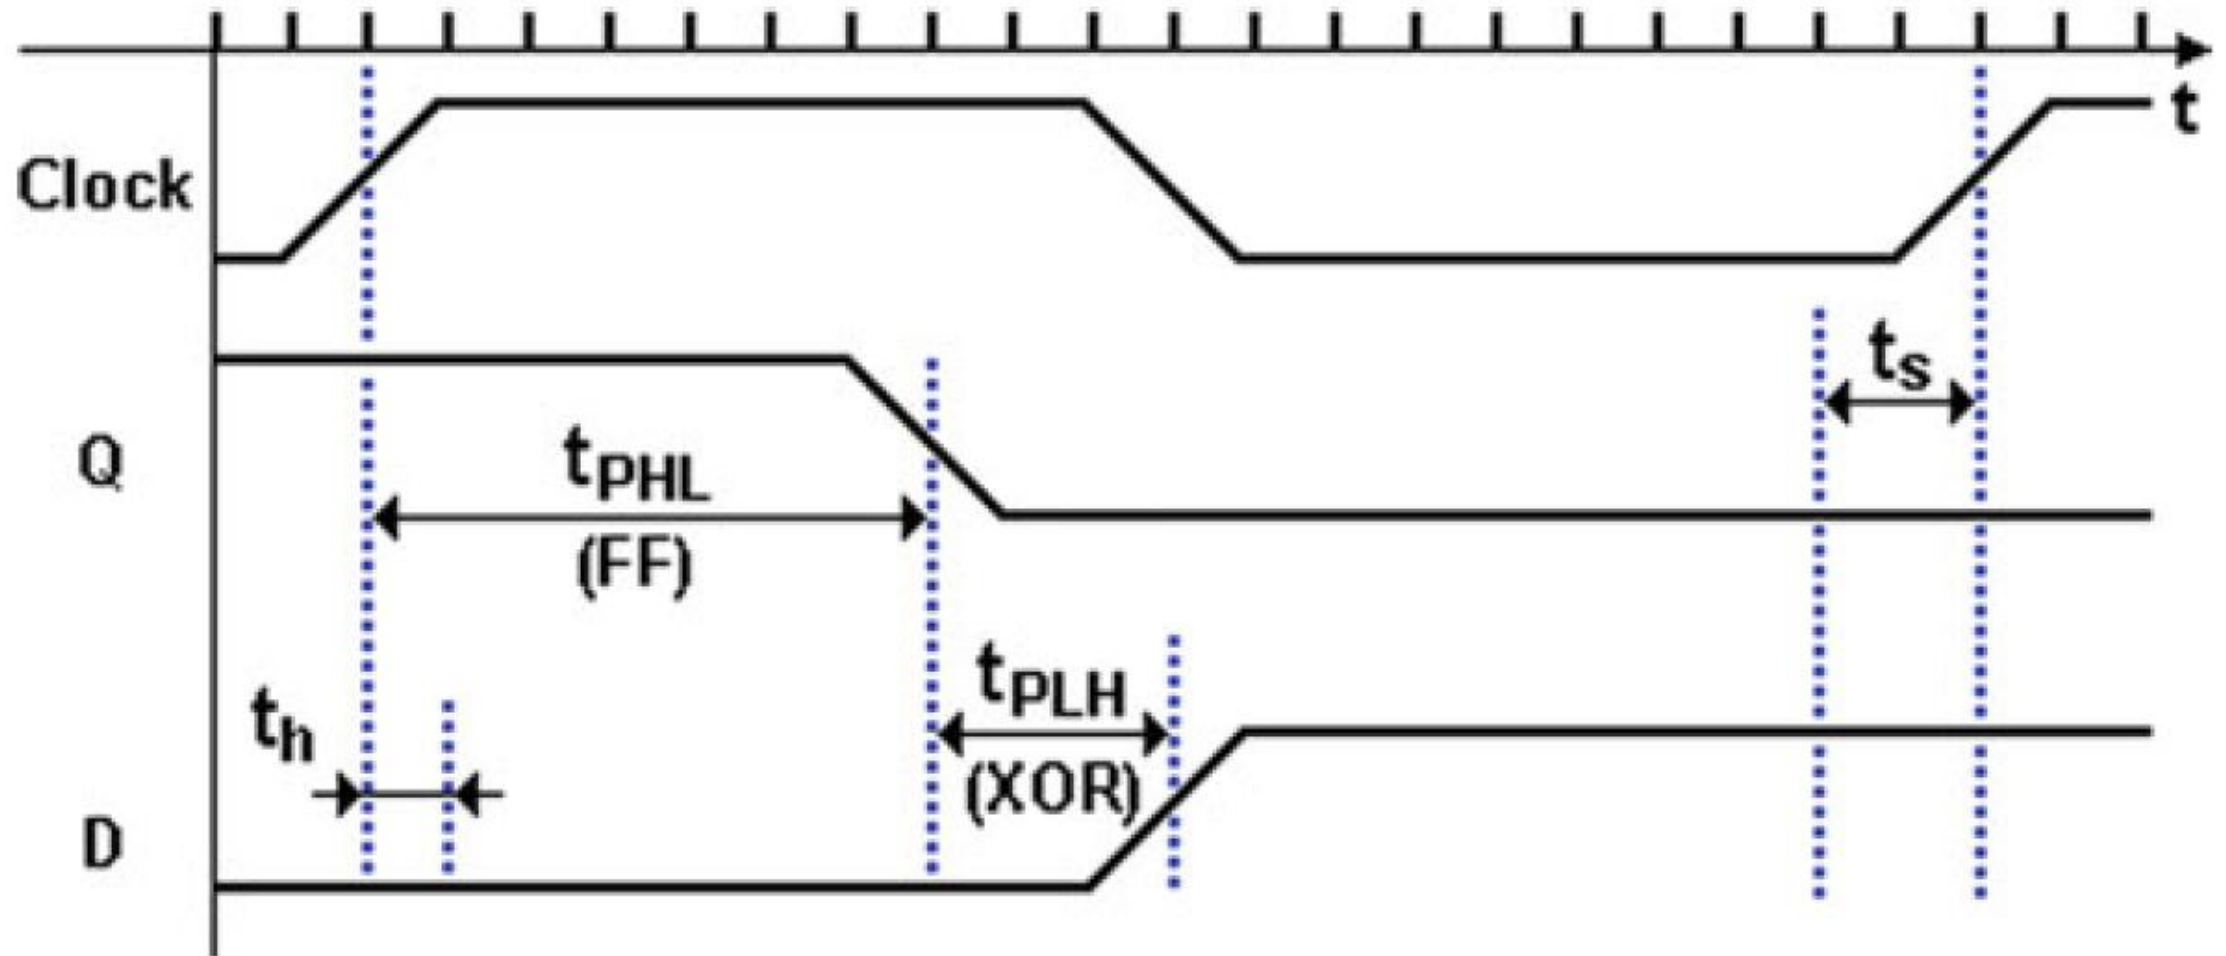 t
Clock
ts
Q
tPHL
(FF)
tPLH
(XOR)
th
D